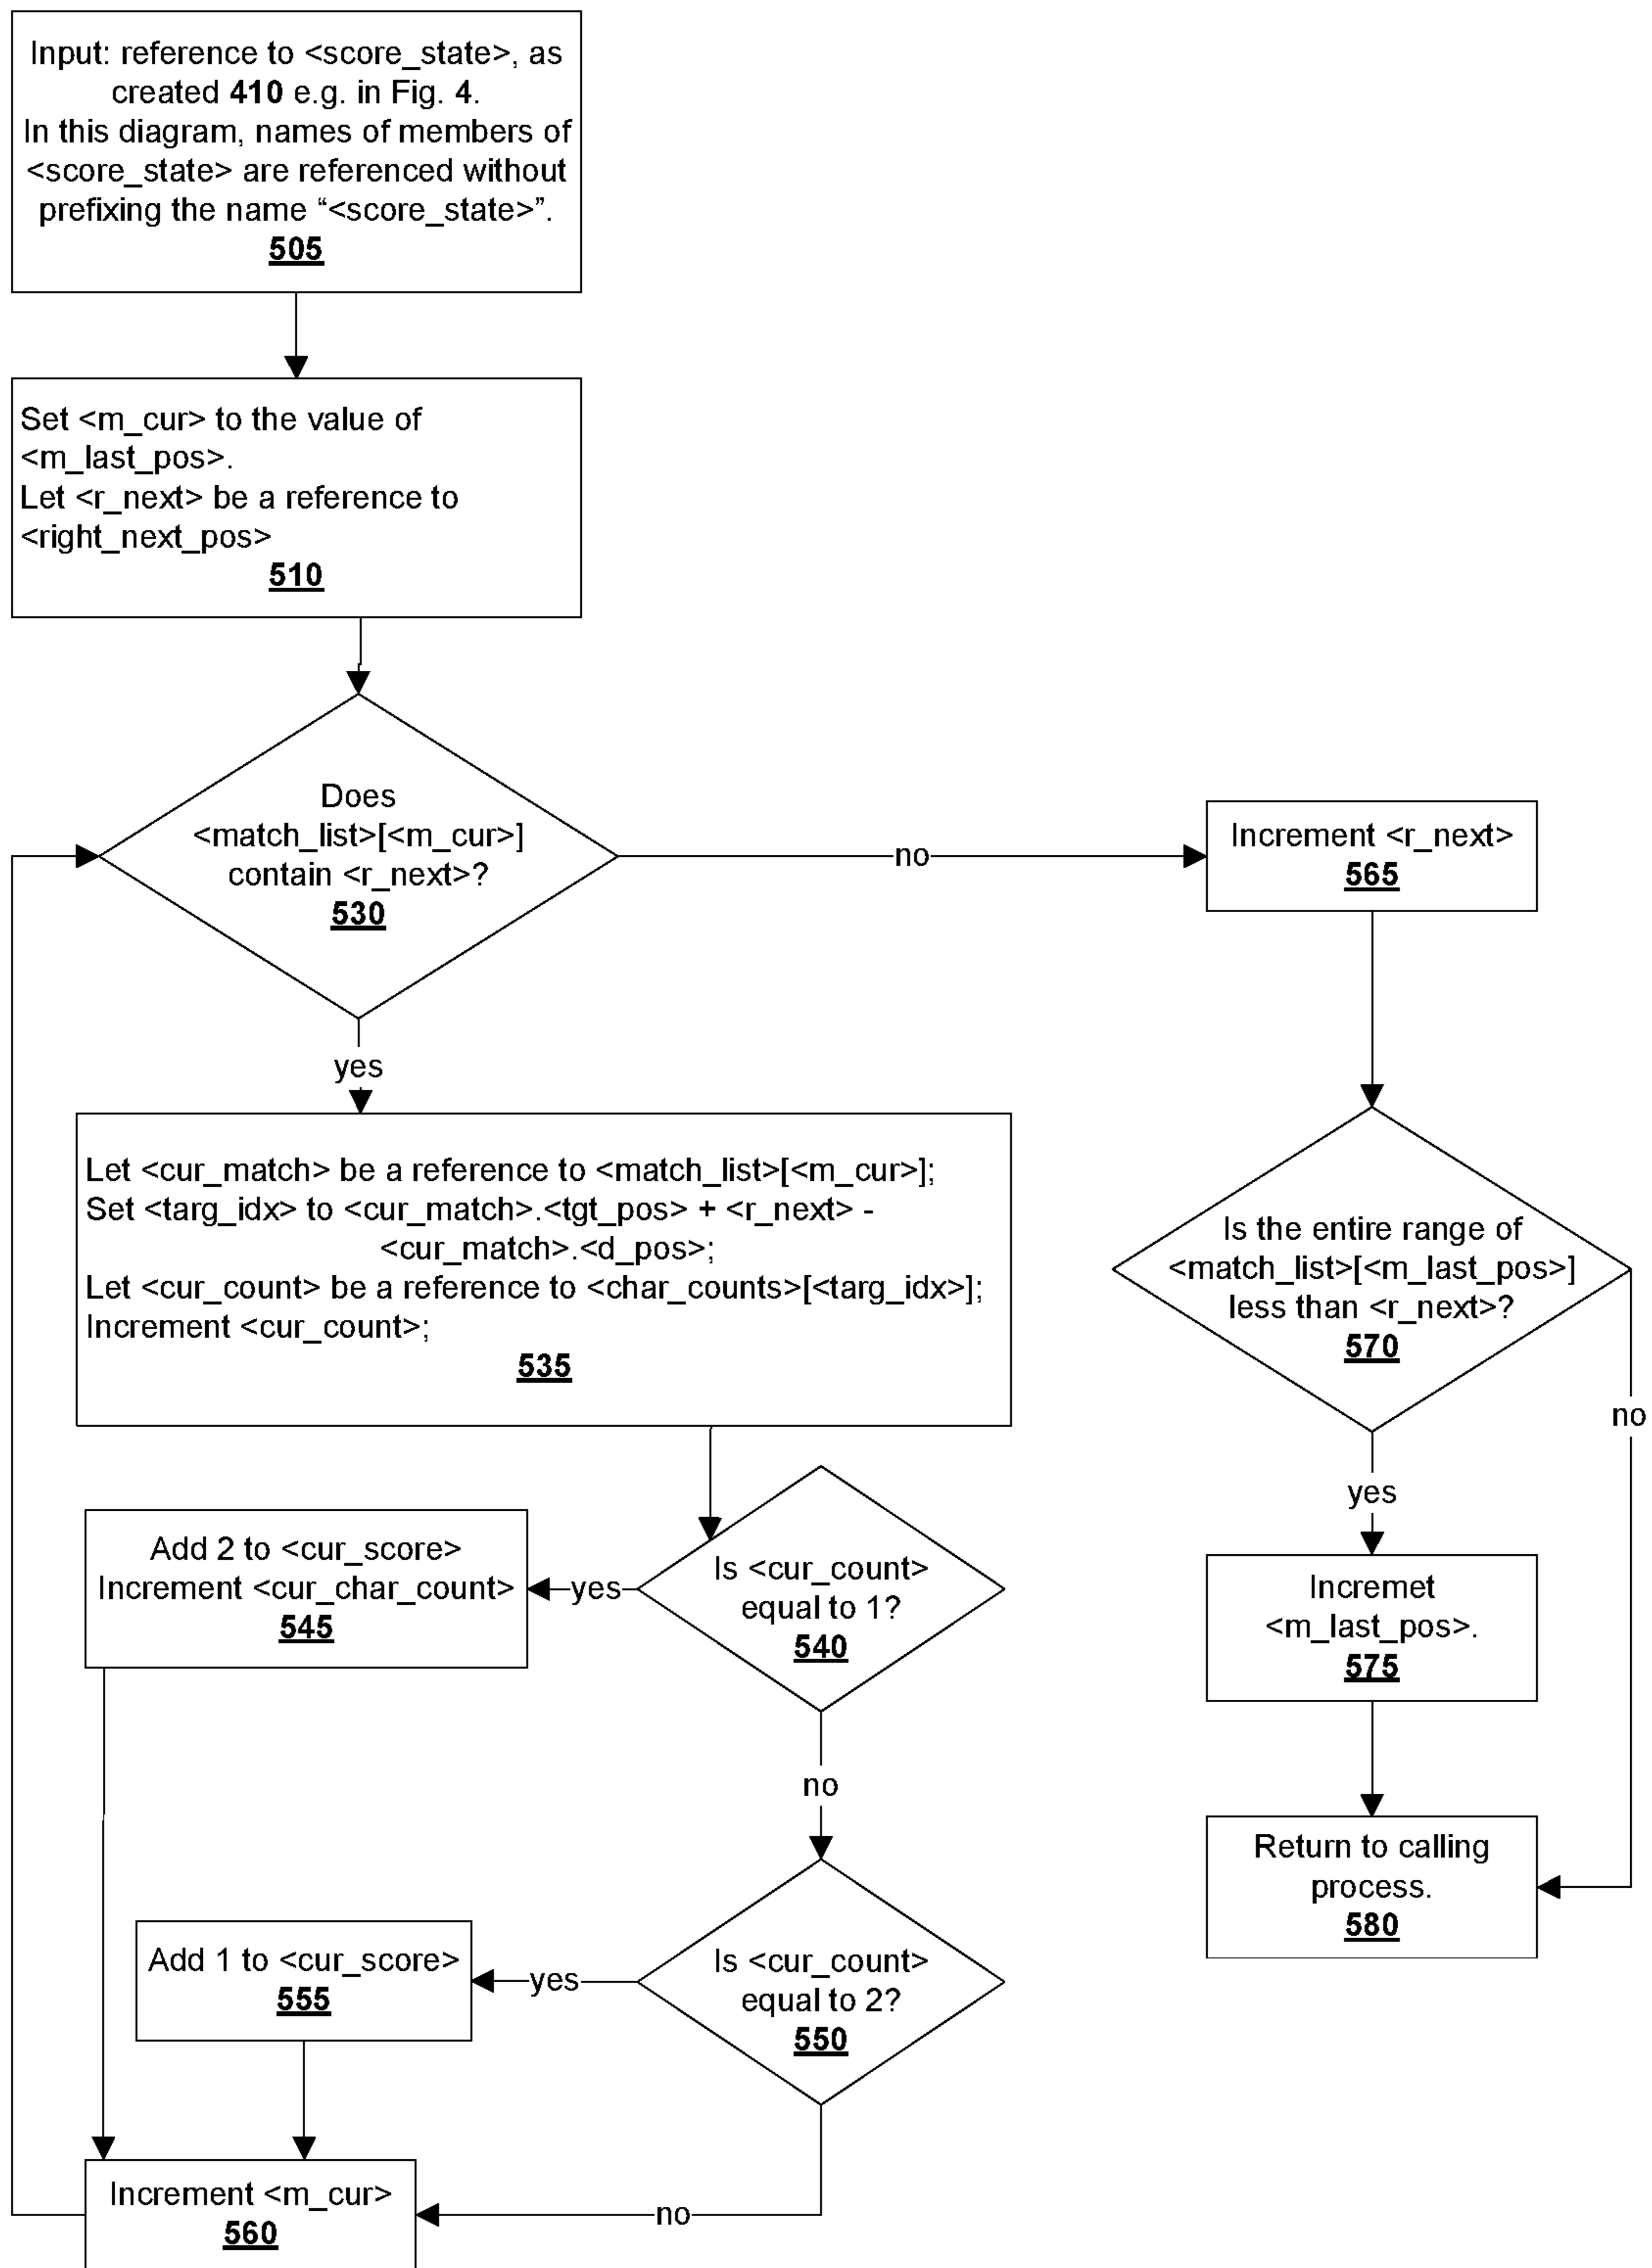 Input: reference to <score_state>, as
created 410 e.g. in Fig. 4.
In this diagram, names of members of
<score_state> are referenced without
prefixing the name “<score_state>”.
505
Set <m_cur> to the value of
<m_last_pos>.
Let <r_next> be a reference to
<right_next_pos>
510
Does
<match_list>[<m_cur>]
contain <r_next>?
530
no
Increment <r_next>
565
yes
Let <cur_match> be a reference to <match_list>[<m_cur>];
Set <targ_idx> to <cur_match>.<tgt_pos> + <r_next> -
<cur_match>.<d_pos>;
Let <cur_count> be a reference to <char_counts>[<targ_idx>];
Increment <cur_count>;
535
Is the entire range of
<match_list>[<m_last_pos>]
less than <r_next>?
570
no
yes
Is <cur_count>
equal to 1?
540
yes
Add 2 to <cur_score>
Increment <cur_char_count>
545
Incremet
<m_last_pos>.
575
no
Return to calling
process.
580
Is <cur_count>
equal to 2?
550
yes
Add 1 to <cur_score>
555
no
Increment <m_cur>
560